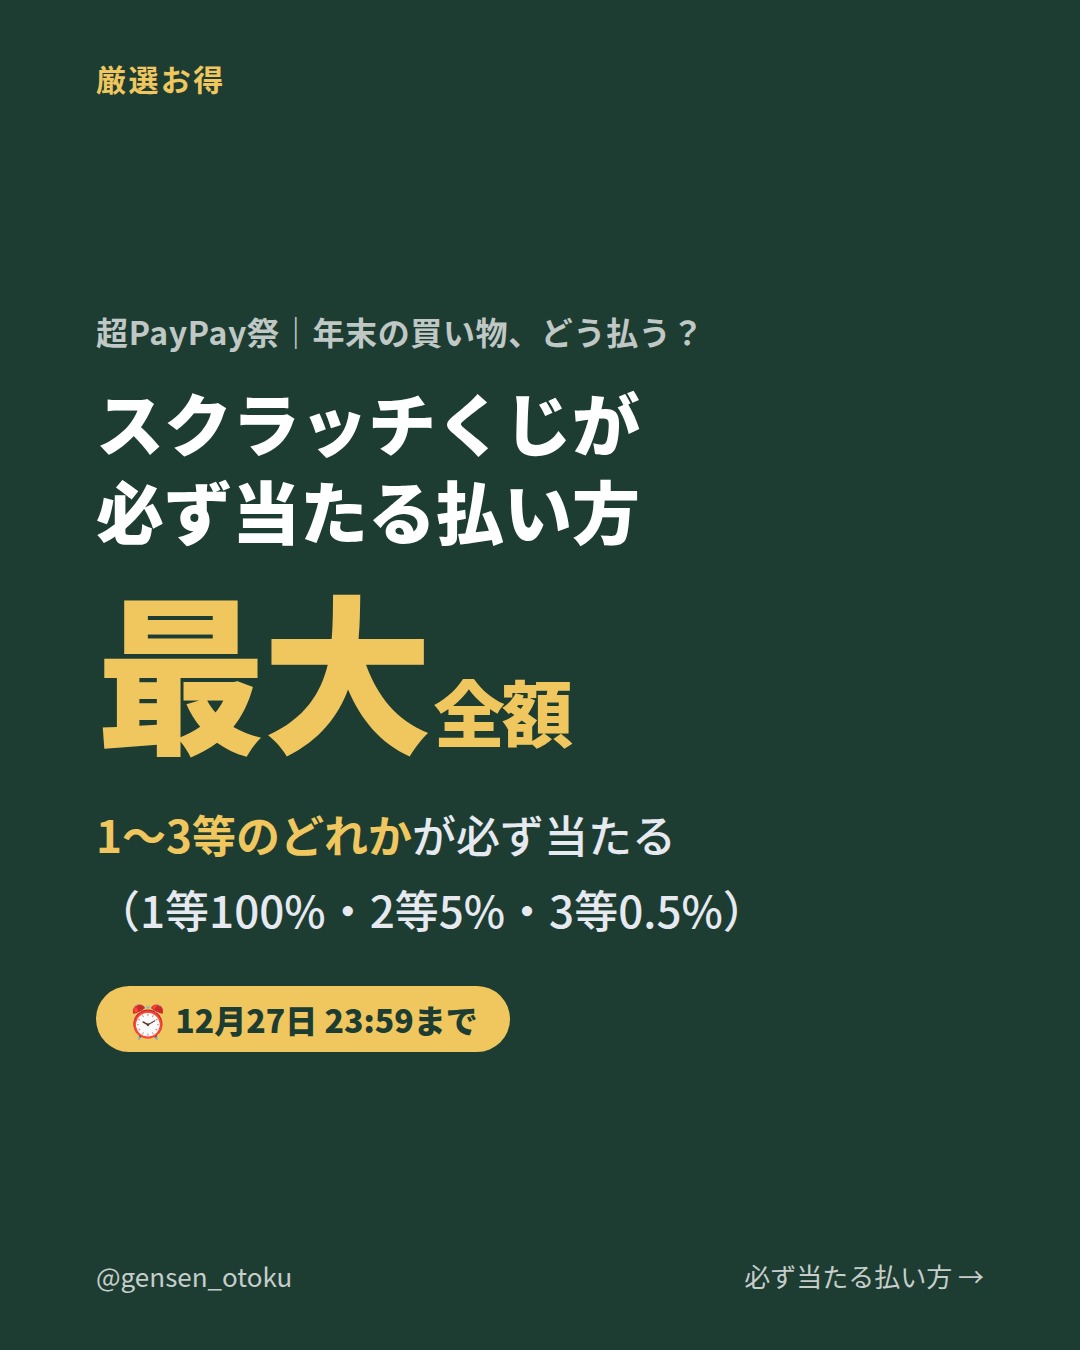 厳選お得
超PayPay祭｜年末の買い物、どう払う？
スクラッチくじが
必ず当たる払い方
最大全額
1〜3等のどれかが必ず当たる
（1等100%・2等5%・3等0.5%）
⏰ 12月27日 23:59まで
@gensen_otoku
必ず当たる払い方 →